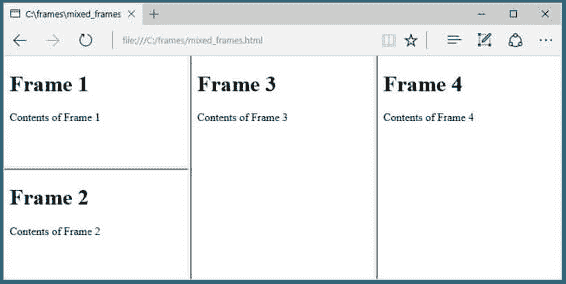 C:\frames\mixed_frames
file:///C:/frames/mixed_frames.html
Frame 1
Contents of Frame 1
Frame 2
Contents of Frame 2
Frame 3
Contents of Frame 3
Frame 4
Contents of Frame 4